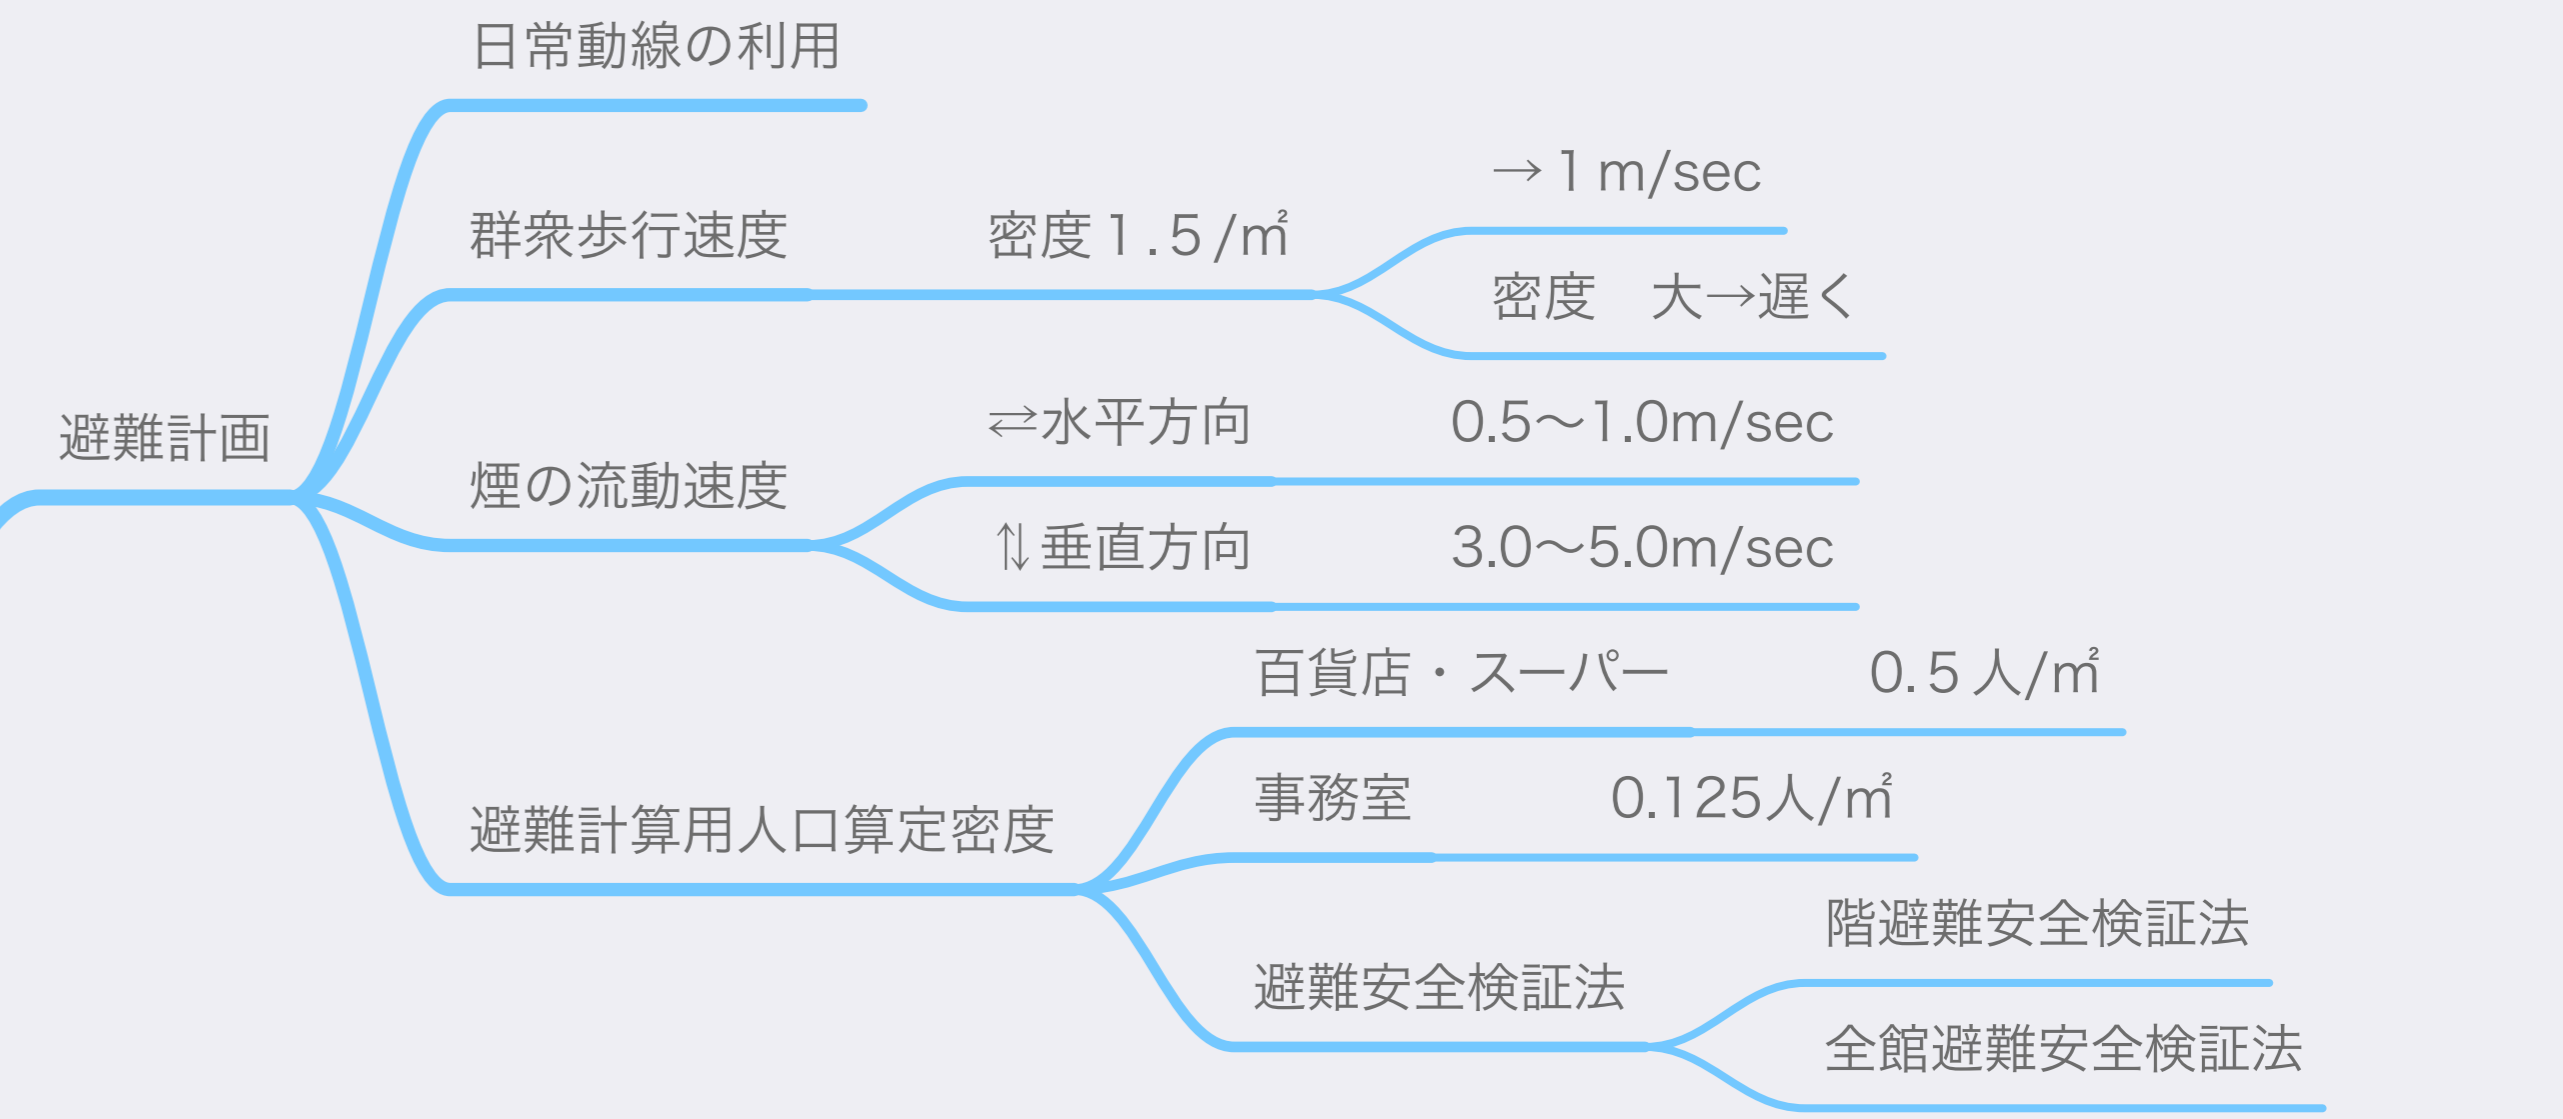 避難計画
日常動線の利用
群衆歩行速度
密度１.５/㎡
→１m/sec
密度　大→遅く
煙の流動速度
⇄水平方向
0.5〜1.0m/sec
⇅垂直方向
3.0〜5.0m/sec
避難計算用人口算定密度
百貨店・スーパー
0.５人/㎡
事務室
0.125人/㎡
避難安全検証法
階避難安全検証法
全館避難安全検証法